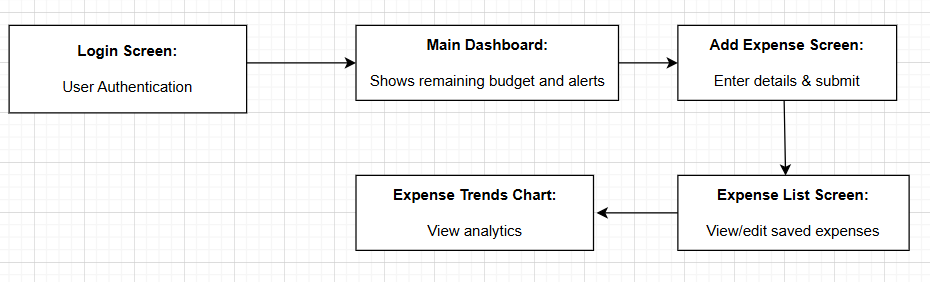 Login Screen:
User Authentication
Main Dashboard:
Shows remaining budget and alerts
Add Expense Screen:
Enter details & submit
Expense Trends Chart:
View analytics
Expense List Screen:
View/edit saved expenses